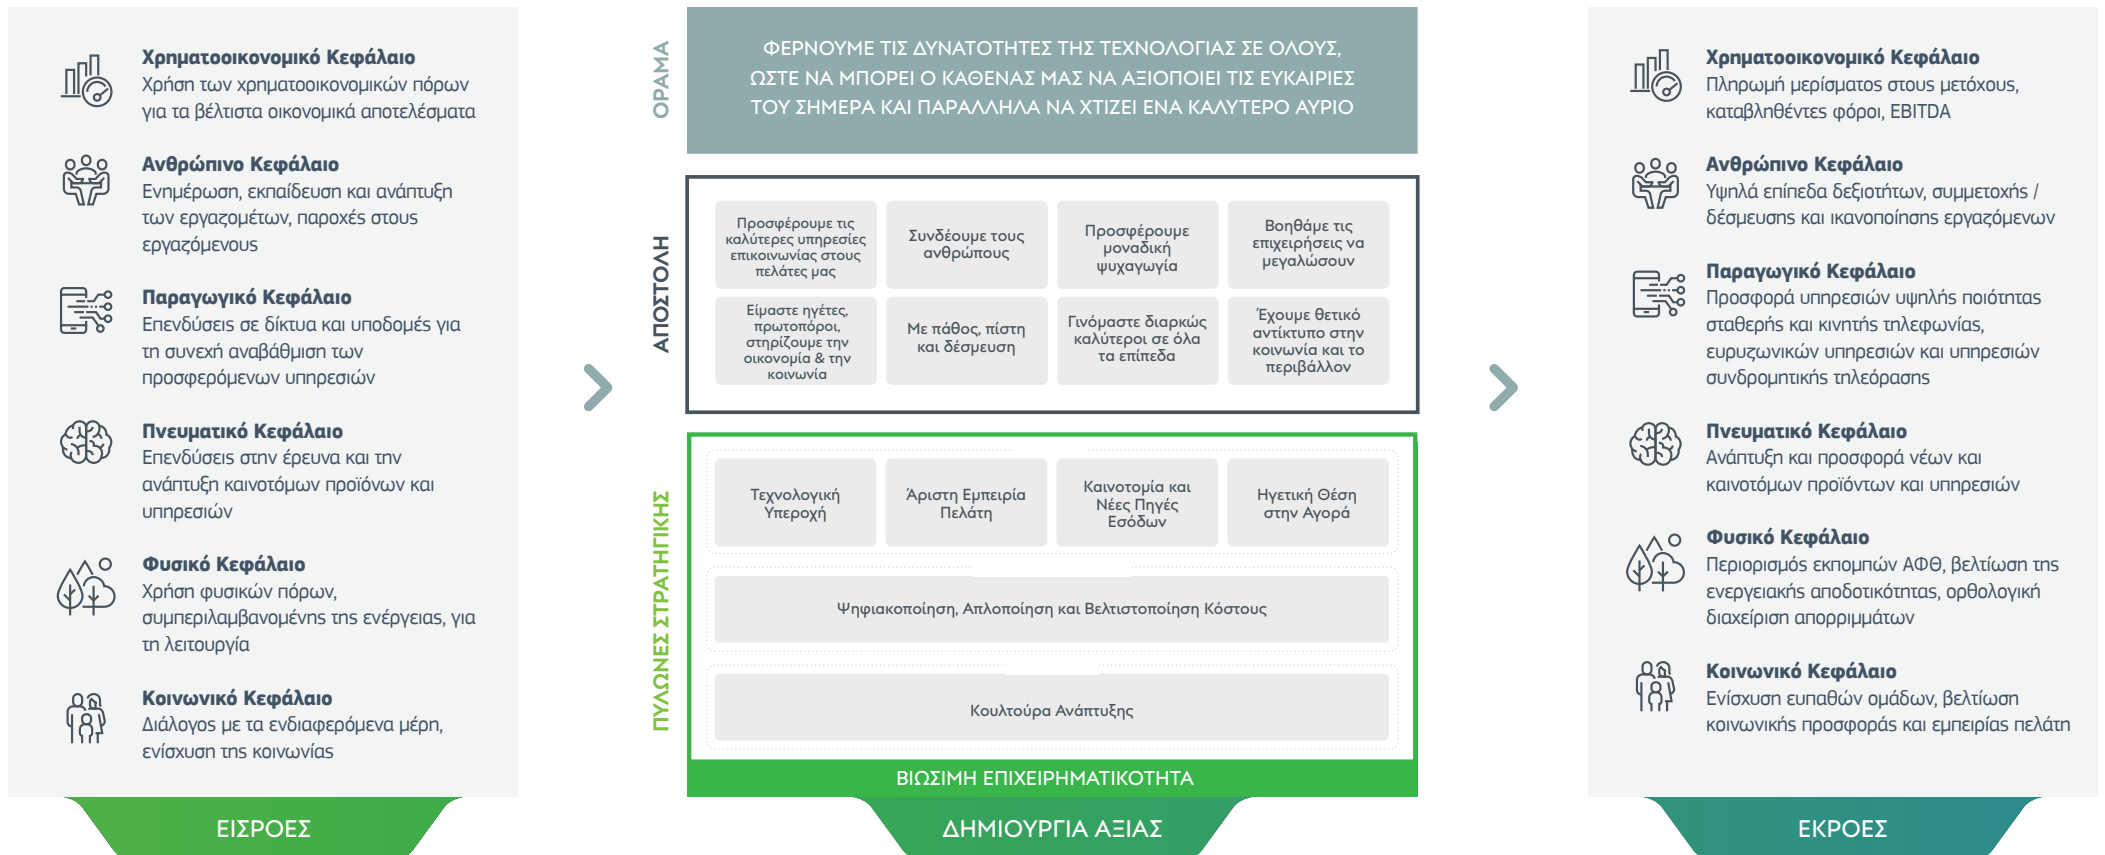 Χρηματοοικονομικό Κεφάλαιο
Χρήση των χρηματοοικονομικών πόρων
για τα βέλτιστα οικονομικά αποτελέσματα
Ανθρώπινο Κεφάλαιο
Ενημέρωση, εκπαίδευση και ανάπτυξη
των εργαζομέτων, παροχές στους
εργαζόμενους
Παραγωγικό Κεφάλαιο
Επενδύσεις σε δίκτυα και υποδομές για
τη συνεχή αναβάθμιση των
προσφερόμενων υπηρεσιών
Πνευματικό Κεφάλαιο
Επενδύσεις στην έρευνα και την
ανάπτυξη καινοτόμων προϊόνων και
υπηρεσιών
Φυσικό Κεφάλαιο
Χρήση φυσικών πόρων,
συμπεριλαμβανομένης της ενέργειας, για
τη λειτουργία
Κοινωνικό Κεφάλαιο
Διάλογος με τα ενδιαφερόμενα μέρη,
ενίσχυση της κοινωνίας
ΕΙΣΡΟΕΣ
ΟΡΑΜΑ
ΦΕΡΝΟΥΜΕ ΤΙΣ ΔΥΝΑΤΟΤΗΤΕΣ ΤΗΣ ΤΕΧΝΟΛΟΓΙΑΣ ΣΕ ΟΛΟΥΣ,
ΩΣΤΕ ΝΑ ΜΠΟΡΕΙ Ο ΚΑΘΕΝΑΣ ΜΑΣ ΝΑ ΑΞΙΟΠΟΙΕΙ ΤΙΣ ΕΥΚΑΙΡΙΕΣ
ΤΟΥ ΣΗΜΕΡΑ ΚΑΙ ΠΑΡΑΛΛΗΛΑ ΝΑ ΧΤΙΖΕΙ ΕΝΑ ΚΑΛΥΤΕΡΟ ΑΥΡΙΟ
ΑΠΟΣΤΟΛΗ
Προσφέρουμε τις
καλύτερες υπηρεσίες
επικοινωνίας στους
πελάτες μας
Συνδέουμε τους
ανθρώπους
Προσφέρουμε
μοναδική
ψυχαγωγία
Βοηθάμε τις
επιχειρήσεις να
μεγαλώσουν
Είμαστε ηγέτες,
πρωτοπόροι,
στηρίζουμε την
οικονομία & την
κοινωνία
Με πάθος, πίστη
και δέσμευση
Γινόμαστε διαρκώς
καλύτεροι σε όλα
τα επίπεδα
Έχουμε θετικό
αντίκτυπο στην
κοινωνία και το
περιβάλλον
ΠΥΛΩΝΕΣ ΣΤΡΑΤΗΓΙΚΗΣ
Τεχνολογική
Υπεροχή
Άριστη Εμπειρία
Πελάτη
Καινοτομία και
Νέες Πηγές
Εσόδων
Ηγετική Θέση
στην Αγορά
Ψηφιακοποίηση, Απλοποίηση και Βελτιστοποίηση Κόστους
Κουλτούρα Ανάπτυξης
ΒΙΩΣΙΜΗ ΕΠΙΧΕΙΡΗΜΑΤΙΚΟΤΗΤΑ
ΔΗΜΙΟΥΡΓΙΑ ΑΞΙΑΣ
Χρηματοοικονομικό Κεφάλαιο
Πληρωμή μερίσματος στους μετόχους,
καταβληθέντες φόροι, EBITDA
Ανθρώπινο Κεφάλαιο
Υψηλά επίπεδα δεξιοτήτων, συμμετοχής /
δέσμευσης και ικανοποίησης εργαζόμενων
Παραγωγικό Κεφάλαιο
Προσφορά υπηρεσιών υψηλής ποιότητας
σταθερής και κινητής τηλεφωνίας,
ευρυζωνικών υπηρεσιών και υπηρεσιών
συνδρομητικής τηλεόρασης
Πνευματικό Κεφάλαιο
Ανάπτυξη και προσφορά νέων και
καινοτόμων προϊόντων και υπηρεσιών
Φυσικό Κεφάλαιο
Περιορισμός εκπομπών ΑΦΘ, βελτίωση της
ενεργειακής αποδοτικότητας, ορθολογική
διαχείριση απορριμμάτων
Κοινωνικό Κεφάλαιο
Ενίσχυση ευπαθών ομάδων, βελτίωση
κοινωνικής προσφοράς και εμπειρίας πελάτη
ΕΚΡΟΕΣ